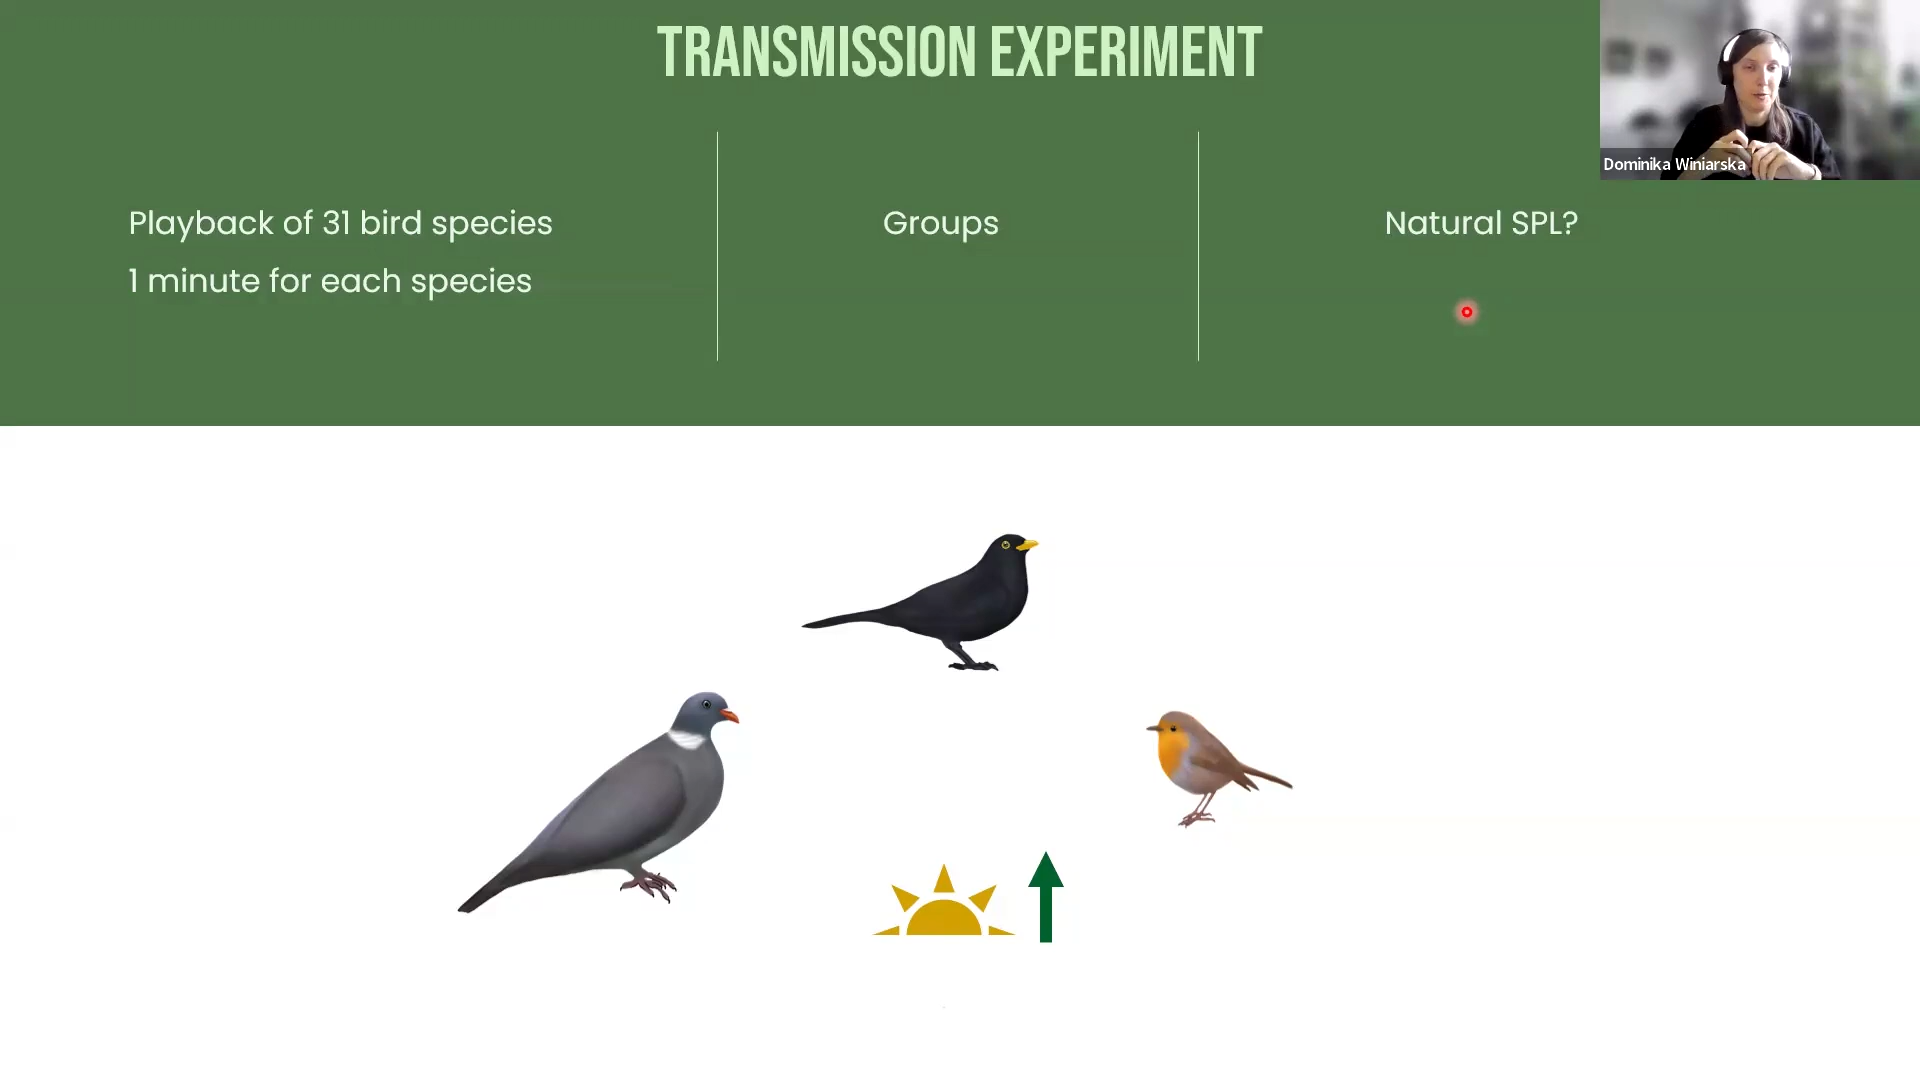 TRANSMISSION EXPERIMENT
Dominika Winiarska
Playback of 31 bird species
1 minute for each species
Groups
Natural SPL?